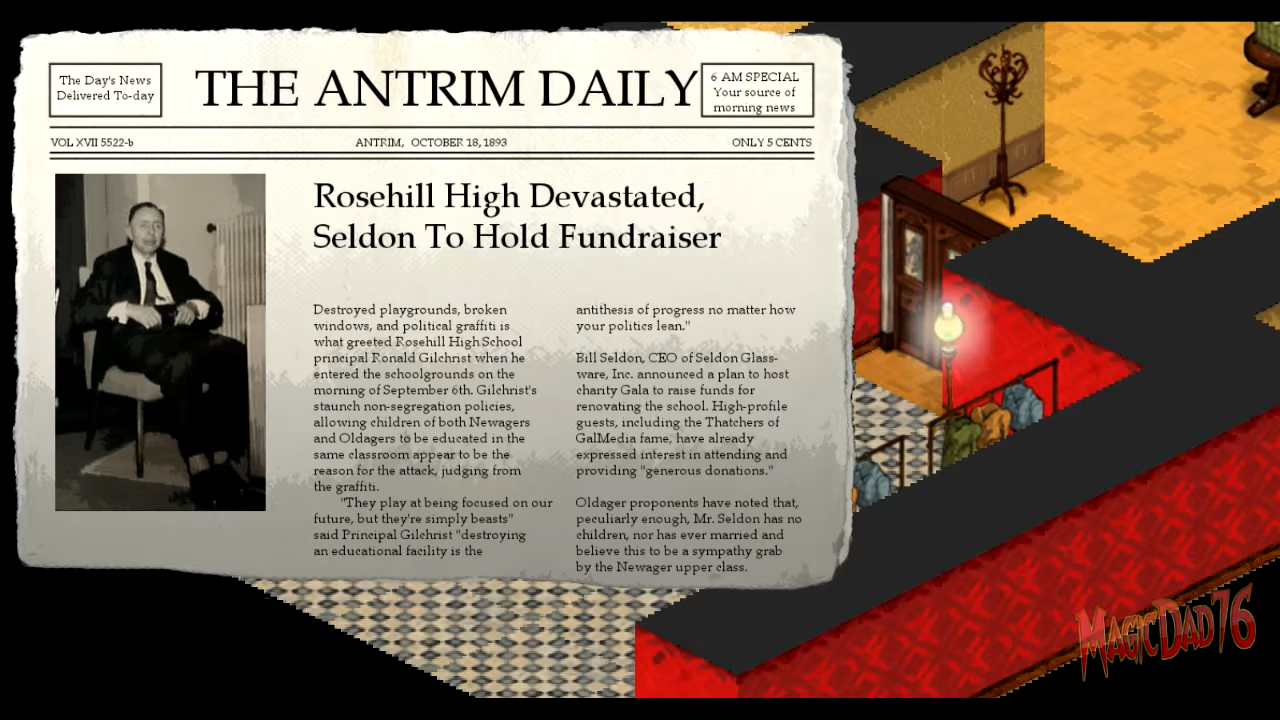 The Day's News
Delivered To-day
THE ANTRIM DAILY
6 AM SPECIAL
Your source of
morning news
VOL XVII 5522-b
ANTRIM, OCTOBER 18, 1893
ONLY 5 CENTS
Rosehill High Devastated,
Seldon To Hold Fundraiser
Destroyed playgrounds, broken
windows, and political graffiti is
what greeted Rosehill High School
principal Ronald Gilchrist when he
entered the schoolgrounds on the
morning of September 6th. Gilchrist's
staunch non-segregation policies,
allowing children of both Newagers
and Oldagers to be educated in the
same classroom appear to be the
reason for the attack, judging from
the graffiti.
"They play at being focused on our
future, but they're simply beasts"
said Principal Gilchrist "destroying
an educational facility is the
antithesis of progress no matter how
your politics lean."
Bill Seldon, CEO of Seldon Glass-
ware, Inc. announced a plan to host
charity Gala to raise funds for
renovating the school. High-profile
guests, including the Thatchers of
GalMedia fame, have already
expressed interest in attending and
providing "generous donations."
Oldager proponents have noted that,
peculiarly enough, Mr. Seldon has no
children, nor has ever married and
believe this to be a sympathy grab
by the Newager upper class.
MAGICDAD76